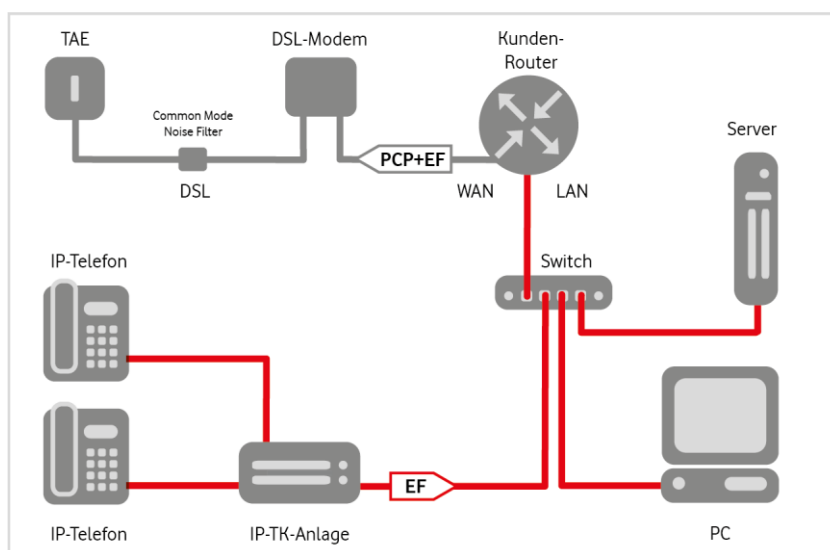 TAE
DSL-Modem
Kunden-
Router
Common Mode
Noise Filter
DSL
PCP+EF
WAN
LAN
Server
Switch
IP-Telefon
IP-Telefon
IP-TK-Anlage
EF
PC